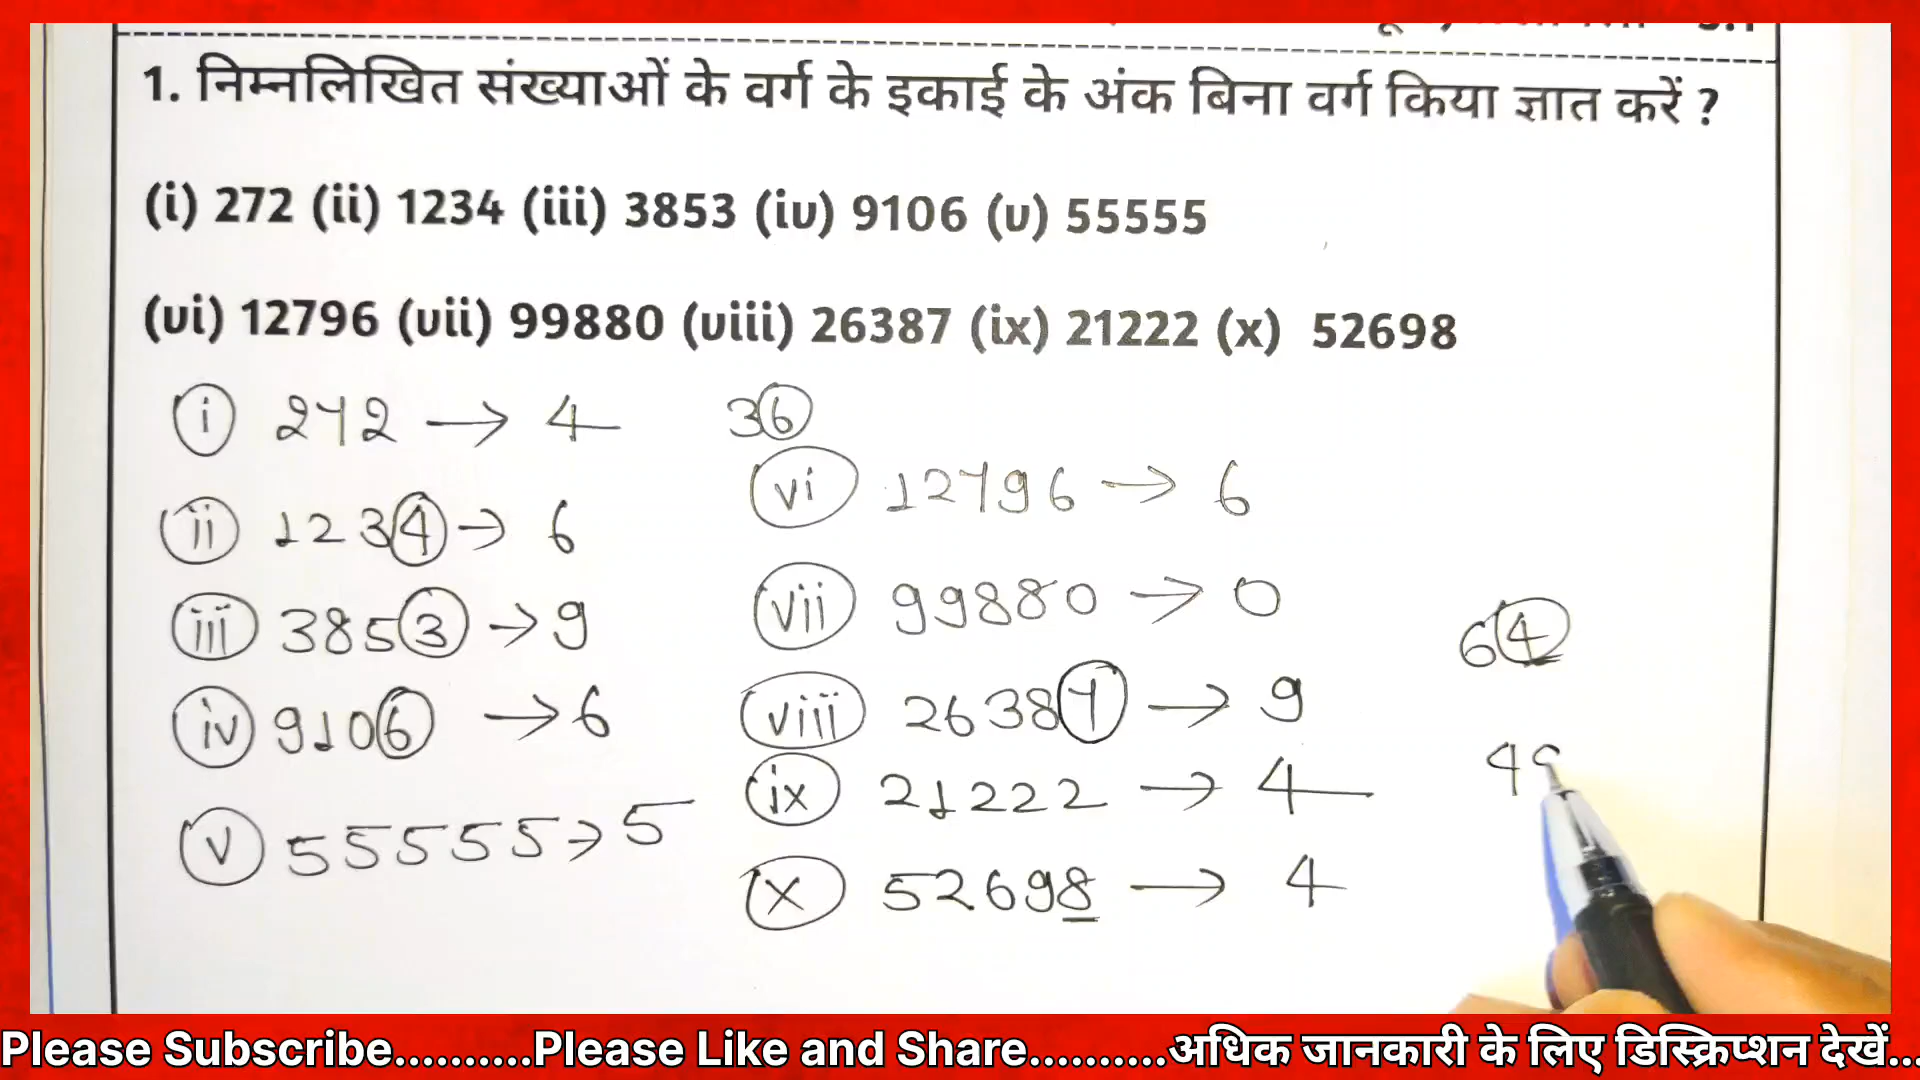 1. निम्नलिखित संख्याओं के वर्ग के इकाई के अंक बिना वर्ग किया ज्ञात करें ?
(i) 272 (ii) 1234 (iii) 3853 (iv) 9106 (v) 55555
(vi) 12796 (vii) 99880 (viii) 26387 (ix) 21222 (x) 52698
i 272 → 4
ii 1234 → 6
iii 3853 → 9
iv 9106 → 6
v 55555 → 5
36
vi 12796 → 6
vii 99880 → 0
viii 26387 → 9
ix 21222 → 4
x 52698 → 4
64
49
Please Subscribe..........Please Like and Share..........अधिक जानकारी के लिए डिस्क्रिप्शन देखें...